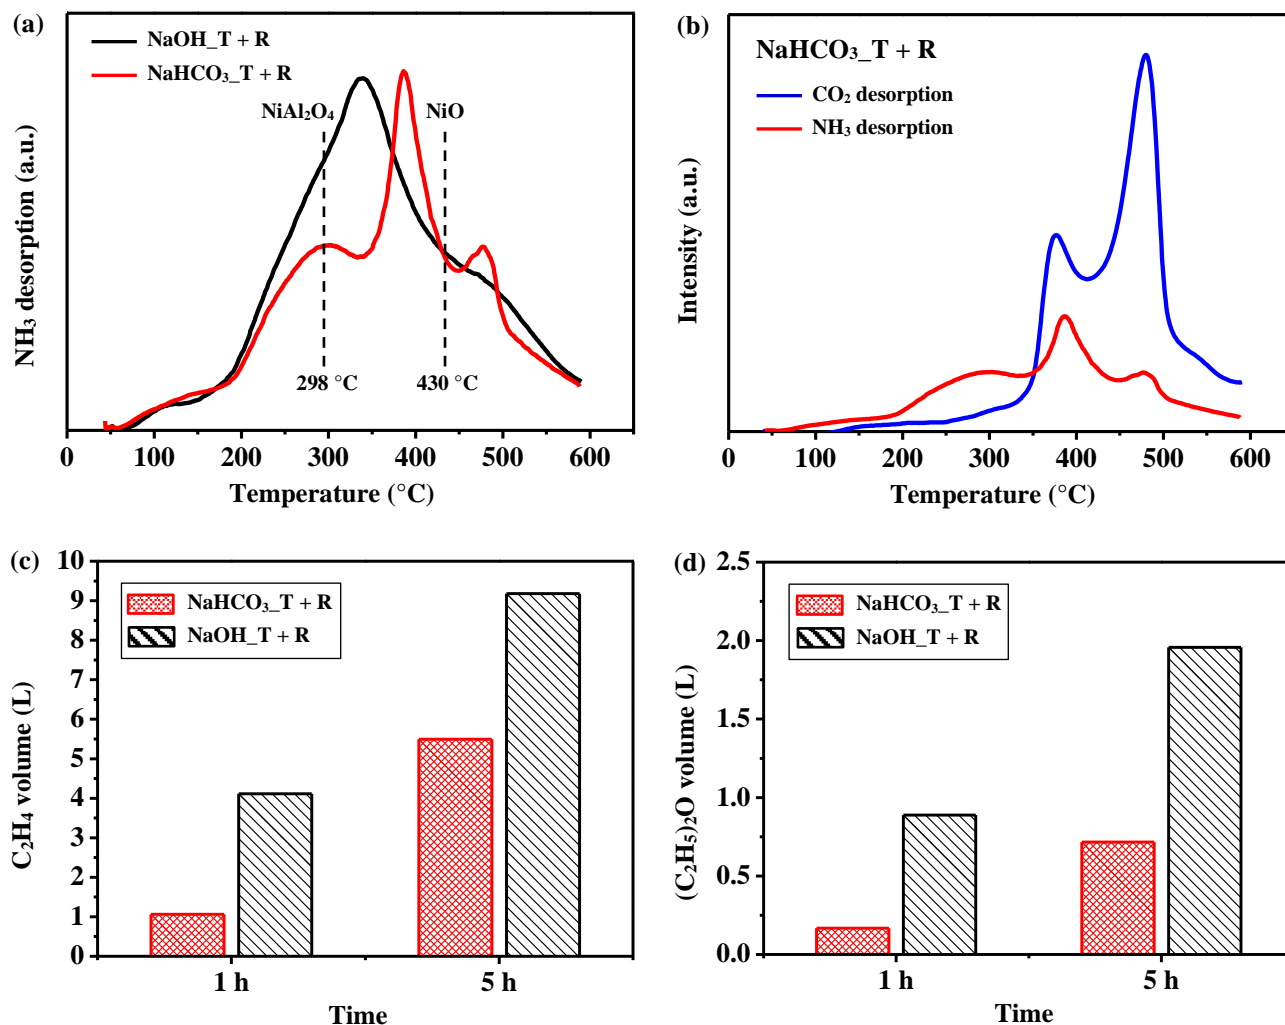 (a)
NaOH_T + R
NaHCO₃_T + R
NiAl₂O₄
NiO
298 °C
430 °C
NH₃ desorption (a.u.)
0 100 200 300 400 500 600
Temperature (°C)
(b)
NaHCO₃_T + R
CO₂ desorption
NH₃ desorption
Intensity (a.u.)
0 100 200 300 400 500 600
Temperature (°C)
(c)
10
9
8
7
6
5
4
3
2
1
0
NaHCO₃_T + R
NaOH_T + R
C₂H₄ volume (L)
1 h 5 h
Time
(d)
2.5
2.0
1.5
1.0
0.5
0.0
NaHCO₃_T + R
NaOH_T + R
(C₂H₅)₂O volume (L)
1 h 5 h
Time